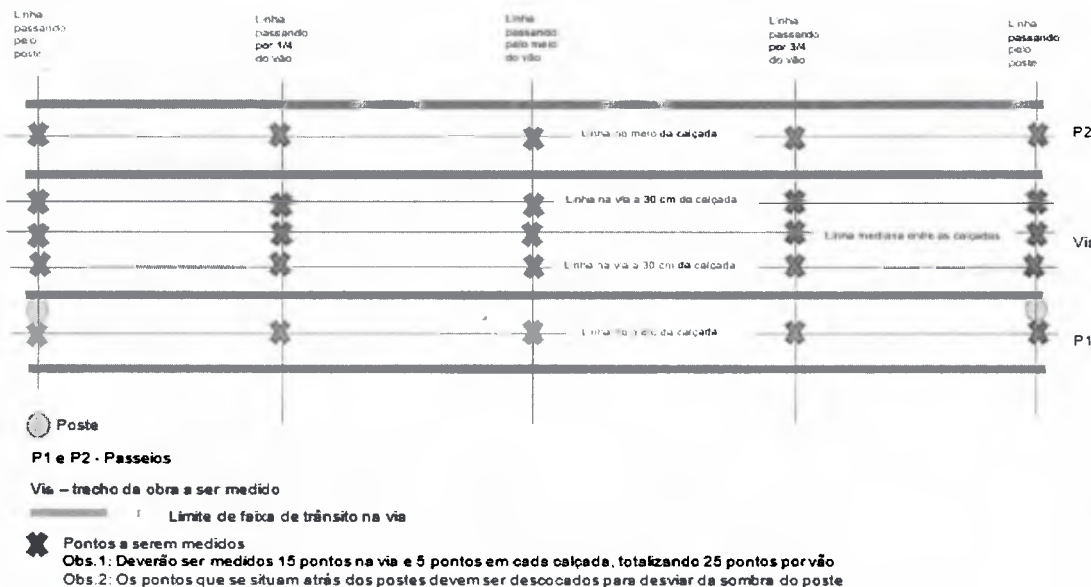 Linha
passando
pelo
poste
Linha
passando
por 1/4
do vão
Linha
passando
pelo meio
do vão
Linha
passando
por 3/4
do vão
Linha
passando
pelo
poste
Linha no meio da calçada
P2
Linha na via a 30 cm da calçada
Linha mediana entre as calçadas
Via
Linha na via a 30 cm da calçada
Linha no meio da calçada
P1
Poste
P1 e P2 - Passeios
Via – trecho da obra a ser medido
Limite de faixa de trânsito na via
Pontos a serem medidos
Obs.1: Deverão ser medidos 15 pontos na via e 5 pontos em cada calçada, totalizando 25 pontos por vão
Obs.2: Os pontos que se situam atrás dos postes devem ser descocados para desviar da sombra do poste